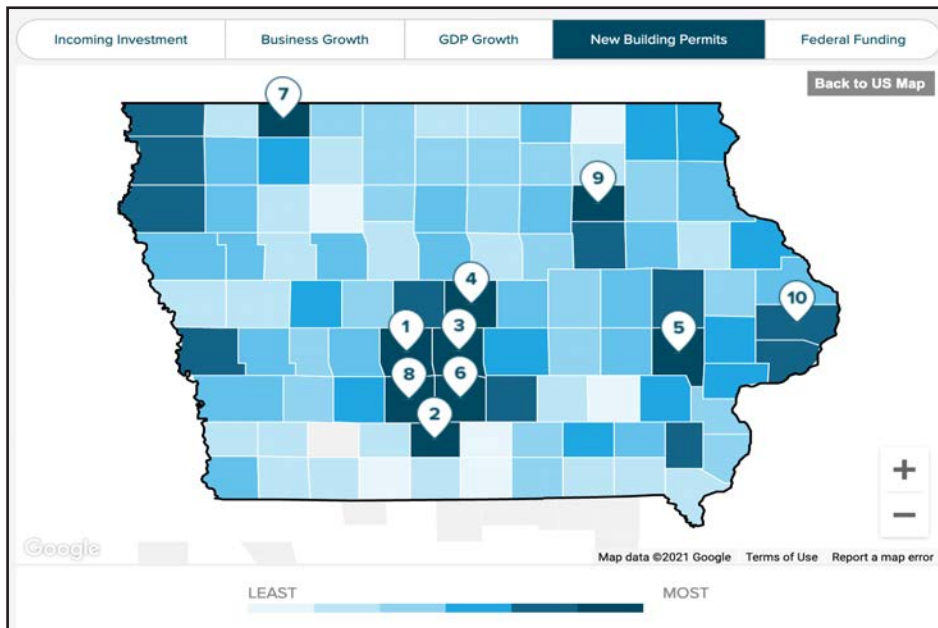 Incoming Investment
Business Growth
GDP Growth
New Building Permits
Federal Funding
Back to US Map
7
9
4
10
1
3
5
8
6
2
+
−
Google
Map data ©2021 Google Terms of Use Report a map error
LEAST
MOST